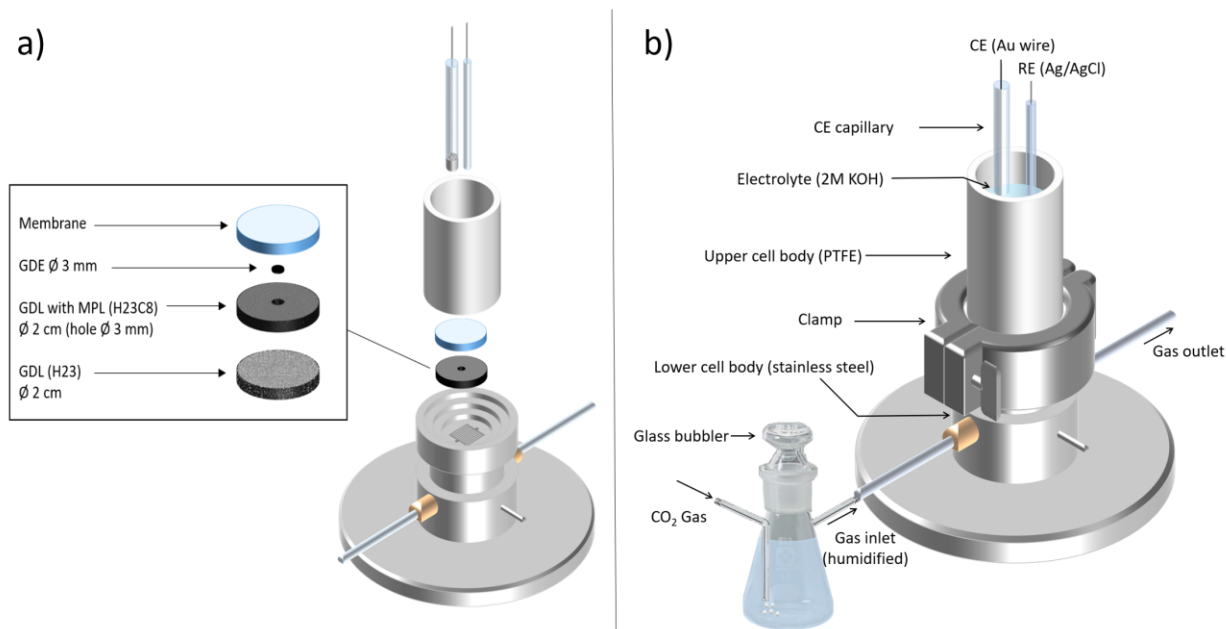 a)
Membrane
GDE Ø 3 mm
GDL with MPL (H23C8)
Ø 2 cm (hole Ø 3 mm)
GDL (H23)
Ø 2 cm
b)
CE (Au wire)
RE (Ag/AgCl)
CE capillary
Electrolyte (2M KOH)
Upper cell body (PTFE)
Clamp
Gas outlet
Lower cell body (stainless steel)
Glass bubbler
CO₂ Gas
Gas inlet
(humidified)